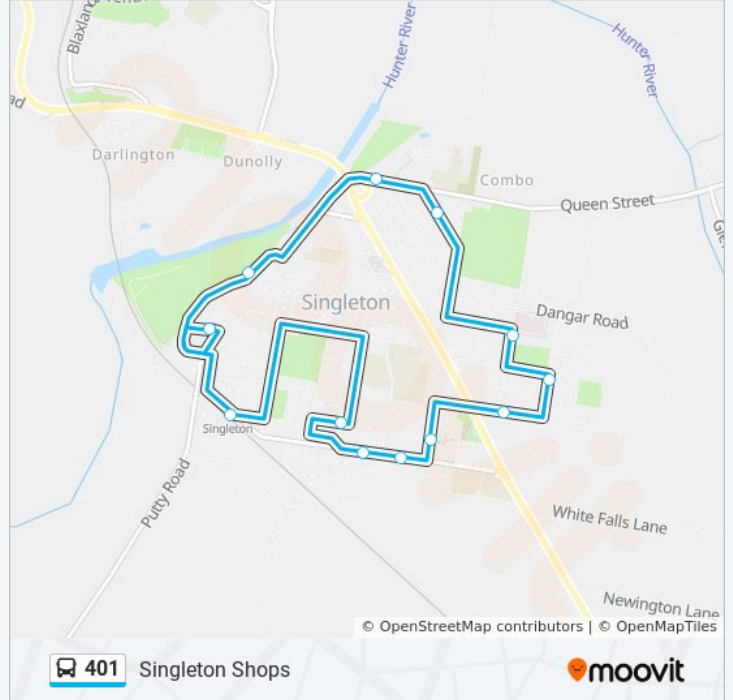 Hunter River
Hunter
River
Darlington
Dunolly
Combo
Queen Street
Singleton
Dangar Road
Singleton
Putty Road
White Falls Lane
Newington Lane
© OpenStreetMap contributors | © OpenMapTiles
401 Singleton Shops
moovit